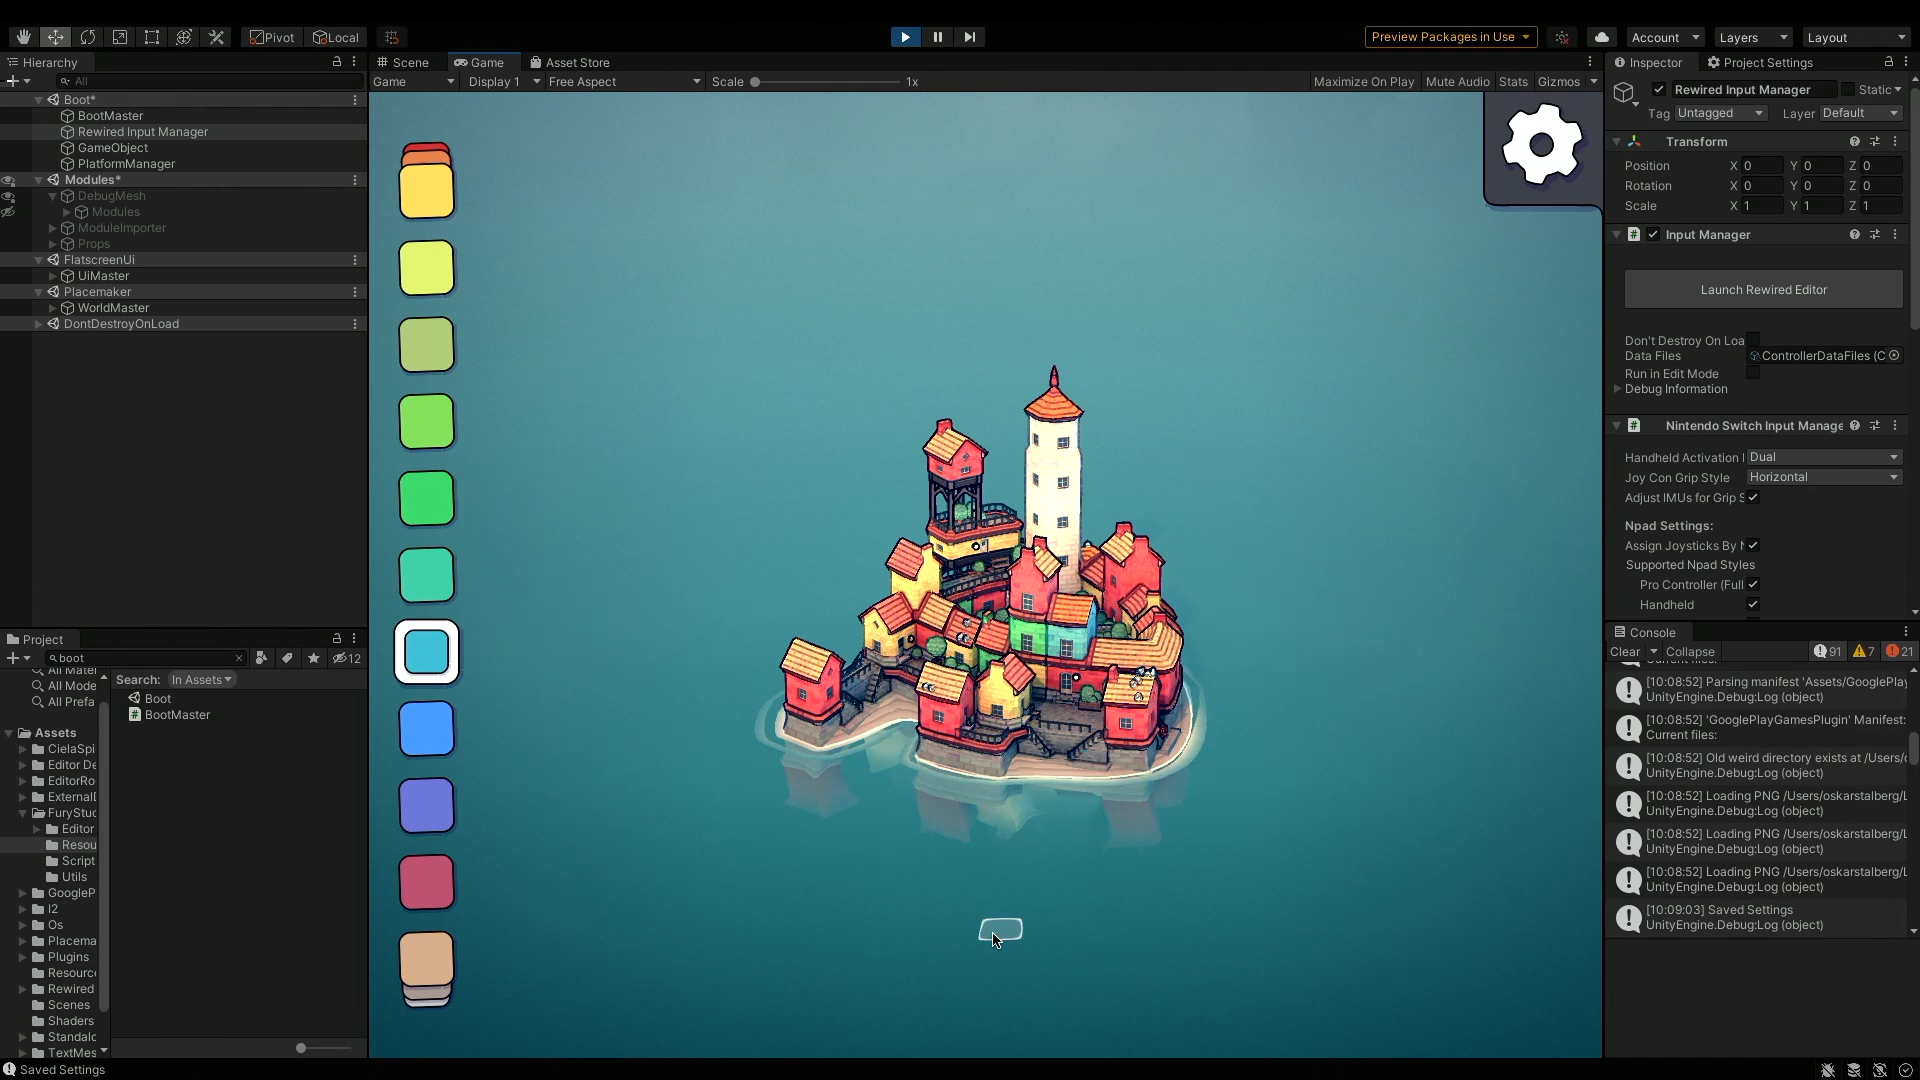 Pivot
Local
Preview Packages in Use
Account
Layers
Layout
Hierarchy
All
Boot*
BootMaster
Rewired Input Manager
GameObject
PlatformManager
Modules*
DebugMesh
Modules
ModuleImporter
Props
FlatscreenUi
UiMaster
Placemaker
WorldMaster
DontDestroyOnLoad
Scene
Game
Asset Store
Game
Display 1
Free Aspect
Scale
1x
Maximize On Play
Mute Audio
Stats
Gizmos
Inspector
Project Settings
Rewired Input Manager
Static
Tag
Untagged
Layer
Default
Transform
Position X 0 Y 0 Z 0
Rotation X 0 Y 0 Z 0
Scale X 1 Y 1 Z 1
# Input Manager
Launch Rewired Editor
Don't Destroy On Loa
Data Files
ControllerDataFiles (C
Run in Edit Mode
Debug Information
# Nintendo Switch Input Manage
Handheld Activation
Dual
Joy Con Grip Style
Horizontal
Adjust IMUs for Grip S
Npad Settings:
Assign Joysticks By N
Supported Npad Styles
Pro Controller (Full
Handheld
Project
boot
12
All Mater
All Mode
All Prefa
Assets
CielaSpi
Editor De
EditorRo
External
FuryStud
Editor
Resou
Script
Utils
GoogleP
I2
Os
Placema
Plugins
Resource
Rewired
Scenes
Shaders
Standalo
TextMes
Search:
In Assets
Boot
BootMaster
Console
Clear
Collapse
91
7
21
Current files:
[10:08:52] Parsing manifest 'Assets/GooglePlay
UnityEngine.Debug:Log (object)
[10:08:52] 'GooglePlayGamesPlugin' Manifest:
Current files:
[10:08:52] Old weird directory exists at /Users/o
UnityEngine.Debug:Log (object)
[10:08:52] Loading PNG /Users/oskarstalberg/L
UnityEngine.Debug:Log (object)
[10:08:52] Loading PNG /Users/oskarstalberg/L
UnityEngine.Debug:Log (object)
[10:08:52] Loading PNG /Users/oskarstalberg/L
UnityEngine.Debug:Log (object)
[10:09:03] Saved Settings
UnityEngine.Debug:Log (object)
Saved Settings